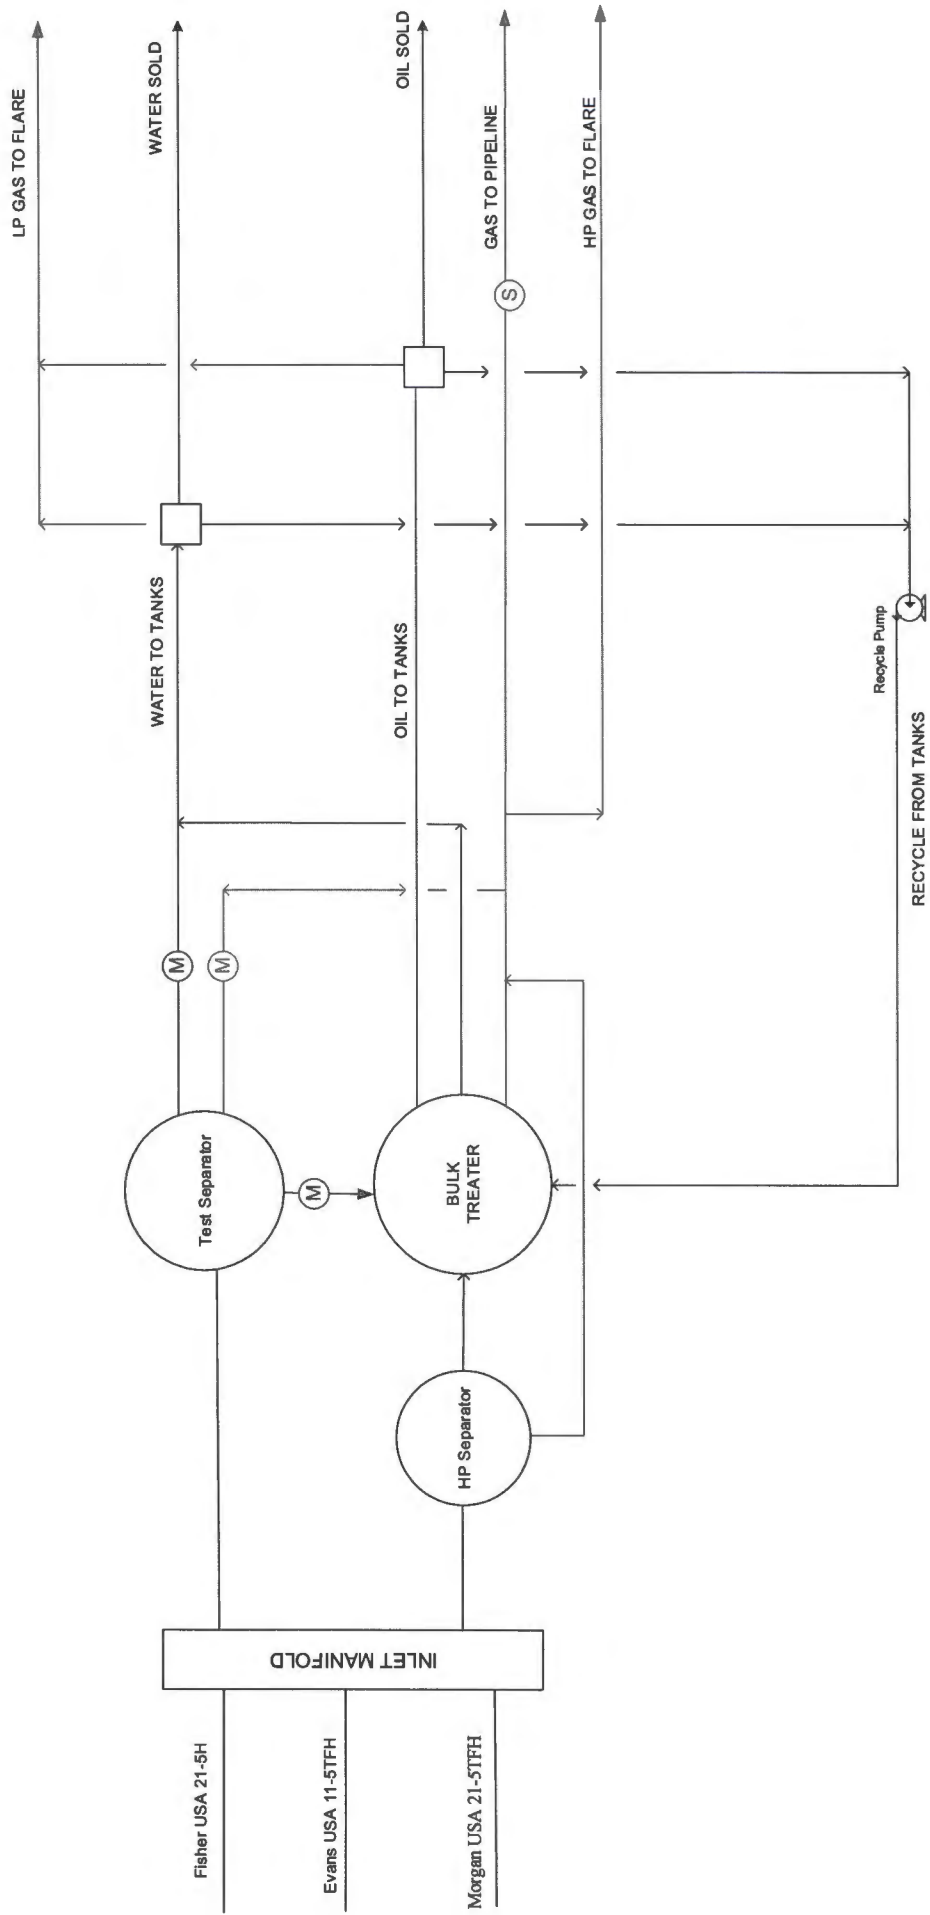 LP GAS TO FLARE
WATER SOLD
OIL SOLD
GAS TO PIPELINE
HP GAS TO FLARE
S
WATER TO TANKS
OIL TO TANKS
Recycle Pump
RECYCLE FROM TANKS
M
M
M
Test Separator
BULK
TREATER
HP Separator
INLET MANIFOLD
Fisher USA 21-5H
Evans USA 11-5TFH
Morgan USA 21-5TFH